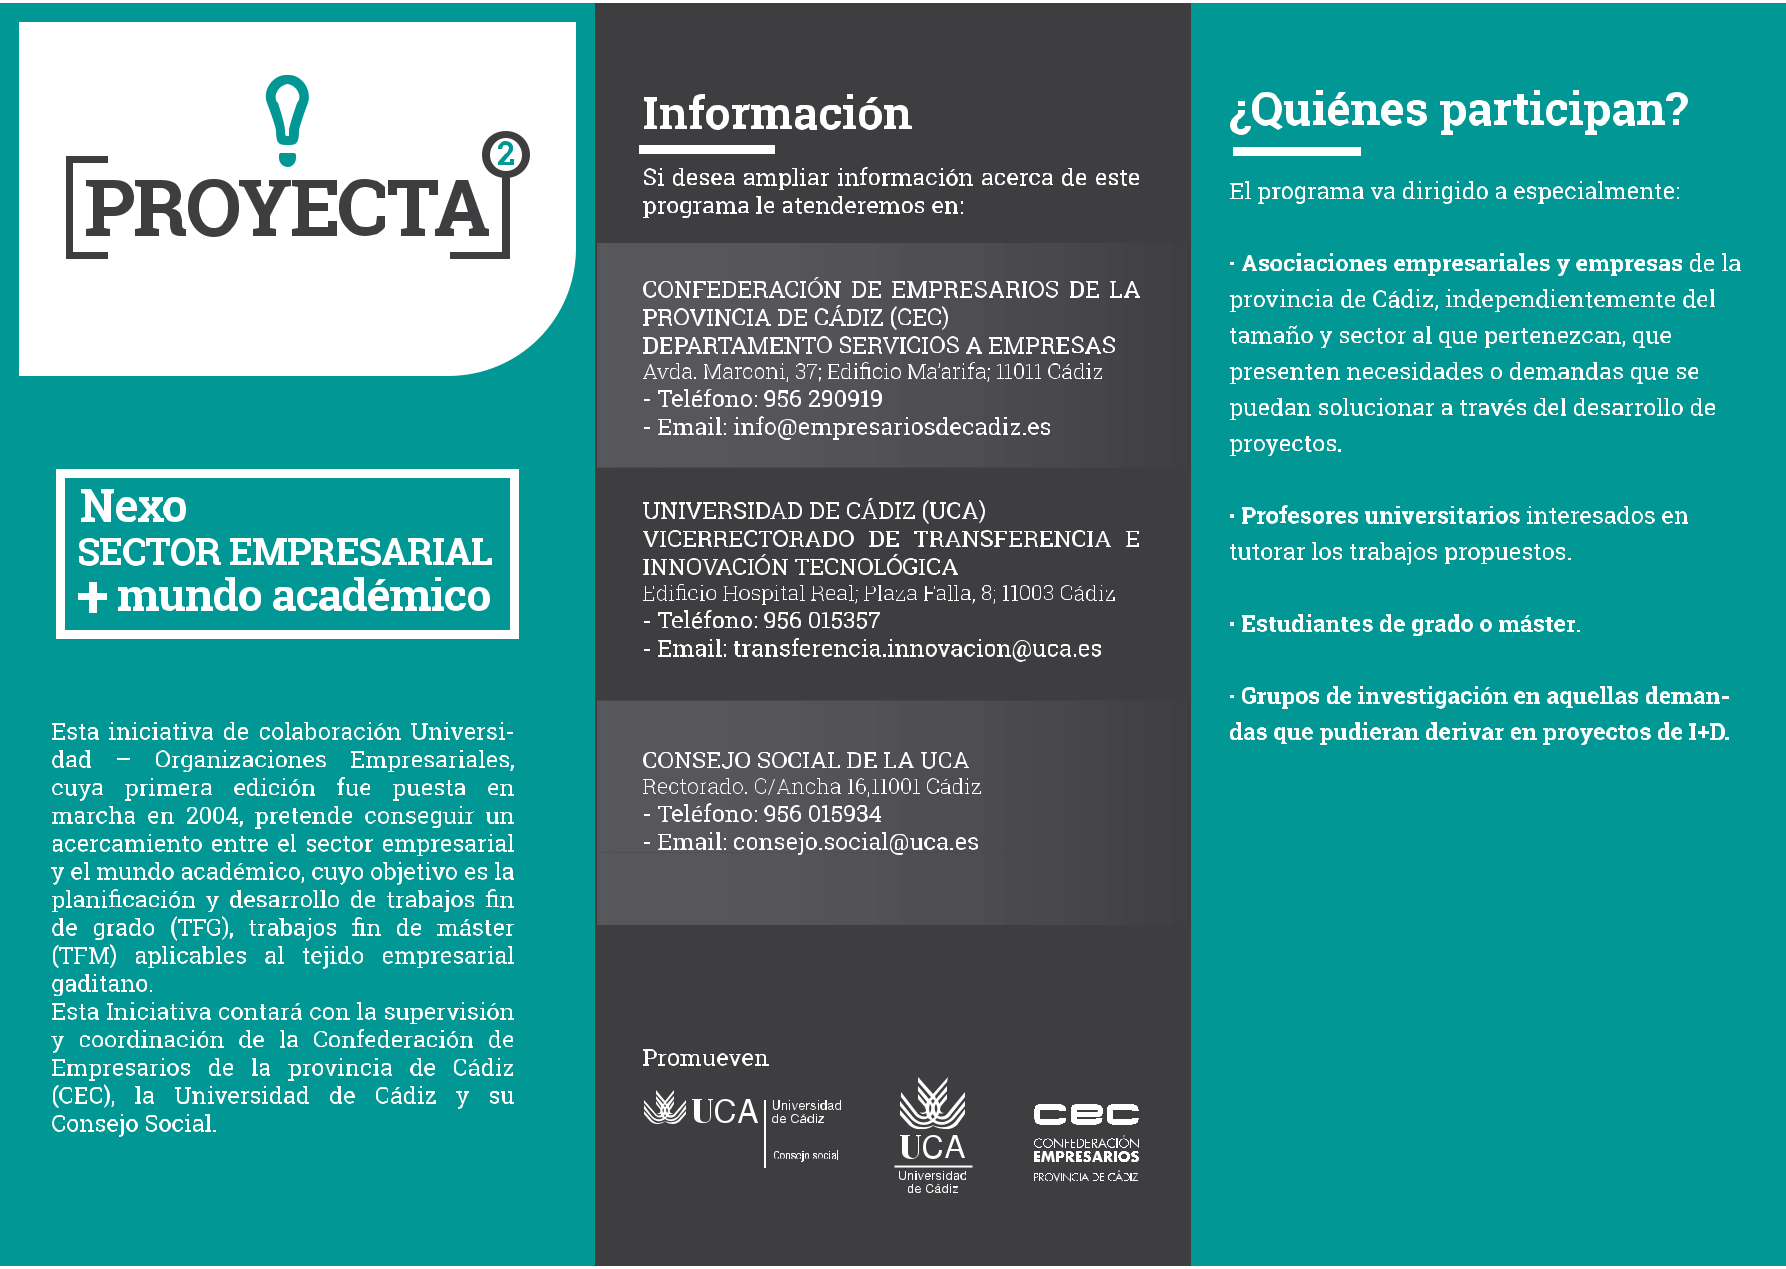 PROYECTA
2
Nexo
SECTOR EMPRESARIAL
+ mundo académico
Esta iniciativa de colaboración Universi-
dad – Organizaciones Empresariales,
cuya primera edición fue puesta en
marcha en 2004, pretende conseguir un
acercamiento entre el sector empresarial
y el mundo académico, cuyo objetivo es la
planificación y desarrollo de trabajos fin
de grado (TFG), trabajos fin de máster
(TFM) aplicables al tejido empresarial
gaditano.
Esta Iniciativa contará con la supervisión
y coordinación de la Confederación de
Empresarios de la provincia de Cádiz
(CEC), la Universidad de Cádiz y su
Consejo Social.
Información
Si desea ampliar información acerca de este
programa le atenderemos en:
CONFEDERACIÓN DE EMPRESARIOS DE LA
PROVINCIA DE CÁDIZ (CEC)
DEPARTAMENTO SERVICIOS A EMPRESAS
Avda. Marconi, 37; Edificio Ma'arifa; 11011 Cádiz
- Teléfono: 956 290919
- Email: info@empresariosdecadiz.es
UNIVERSIDAD DE CÁDIZ (UCA)
VICERRECTORADO DE TRANSFERENCIA E
INNOVACIÓN TECNOLÓGICA
Edificio Hospital Real; Plaza Falla, 8; 11003 Cádiz
- Teléfono: 956 015357
- Email: transferencia.innovacion@uca.es
CONSEJO SOCIAL DE LA UCA
Rectorado. C/Ancha 16,11001 Cádiz
- Teléfono: 956 015934
- Email: consejo.social@uca.es
Promueven
UCA Universidad
de Cádiz
Consejo social
UCA
Universidad
de Cádiz
cec
CONFEDERACIÓN
EMPRESARIOS
PROVINCIA DE CÁDIZ
¿Quiénes participan?
El programa va dirigido a especialmente:
· Asociaciones empresariales y empresas de la
provincia de Cádiz, independientemente del
tamaño y sector al que pertenezcan, que
presenten necesidades o demandas que se
puedan solucionar a través del desarrollo de
proyectos.
· Profesores universitarios interesados en
tutorar los trabajos propuestos.
· Estudiantes de grado o máster.
· Grupos de investigación en aquellas deman-
das que pudieran derivar en proyectos de I+D.